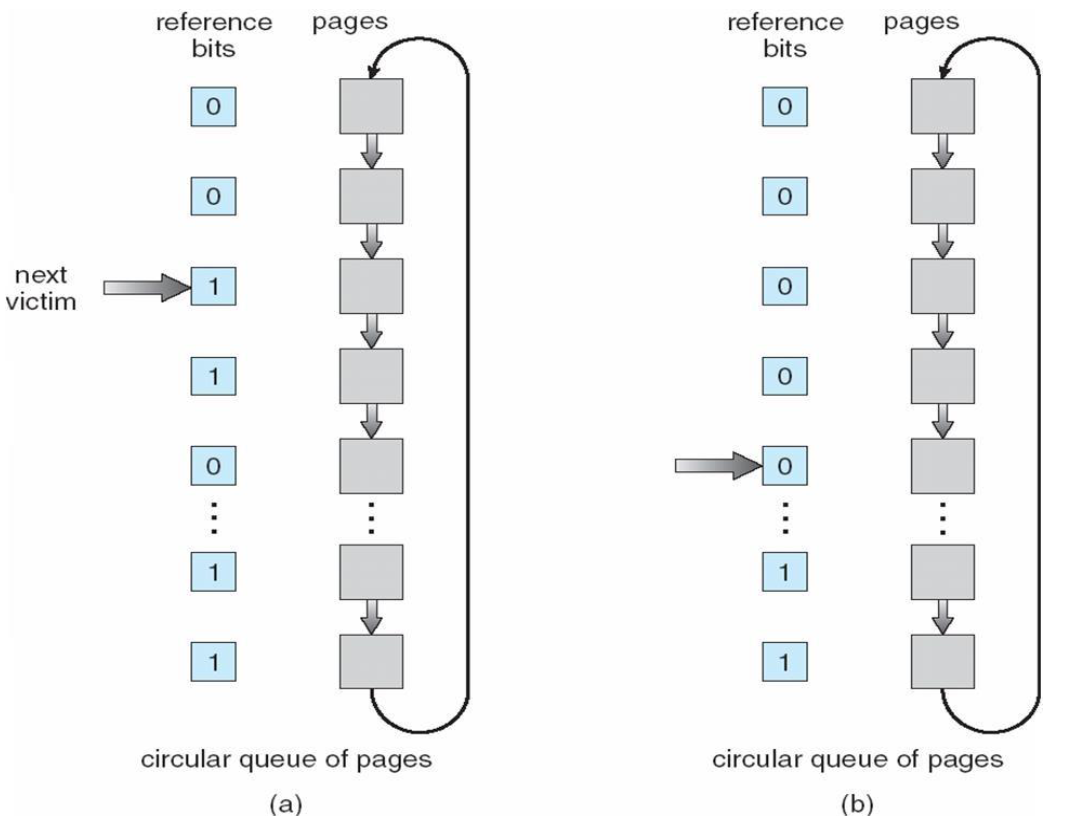 reference
bits
pages
0
0
next
victim
1
1
0
1
1
circular queue of pages
(a)
reference
bits
pages
0
0
0
0
0
1
1
circular queue of pages
(b)